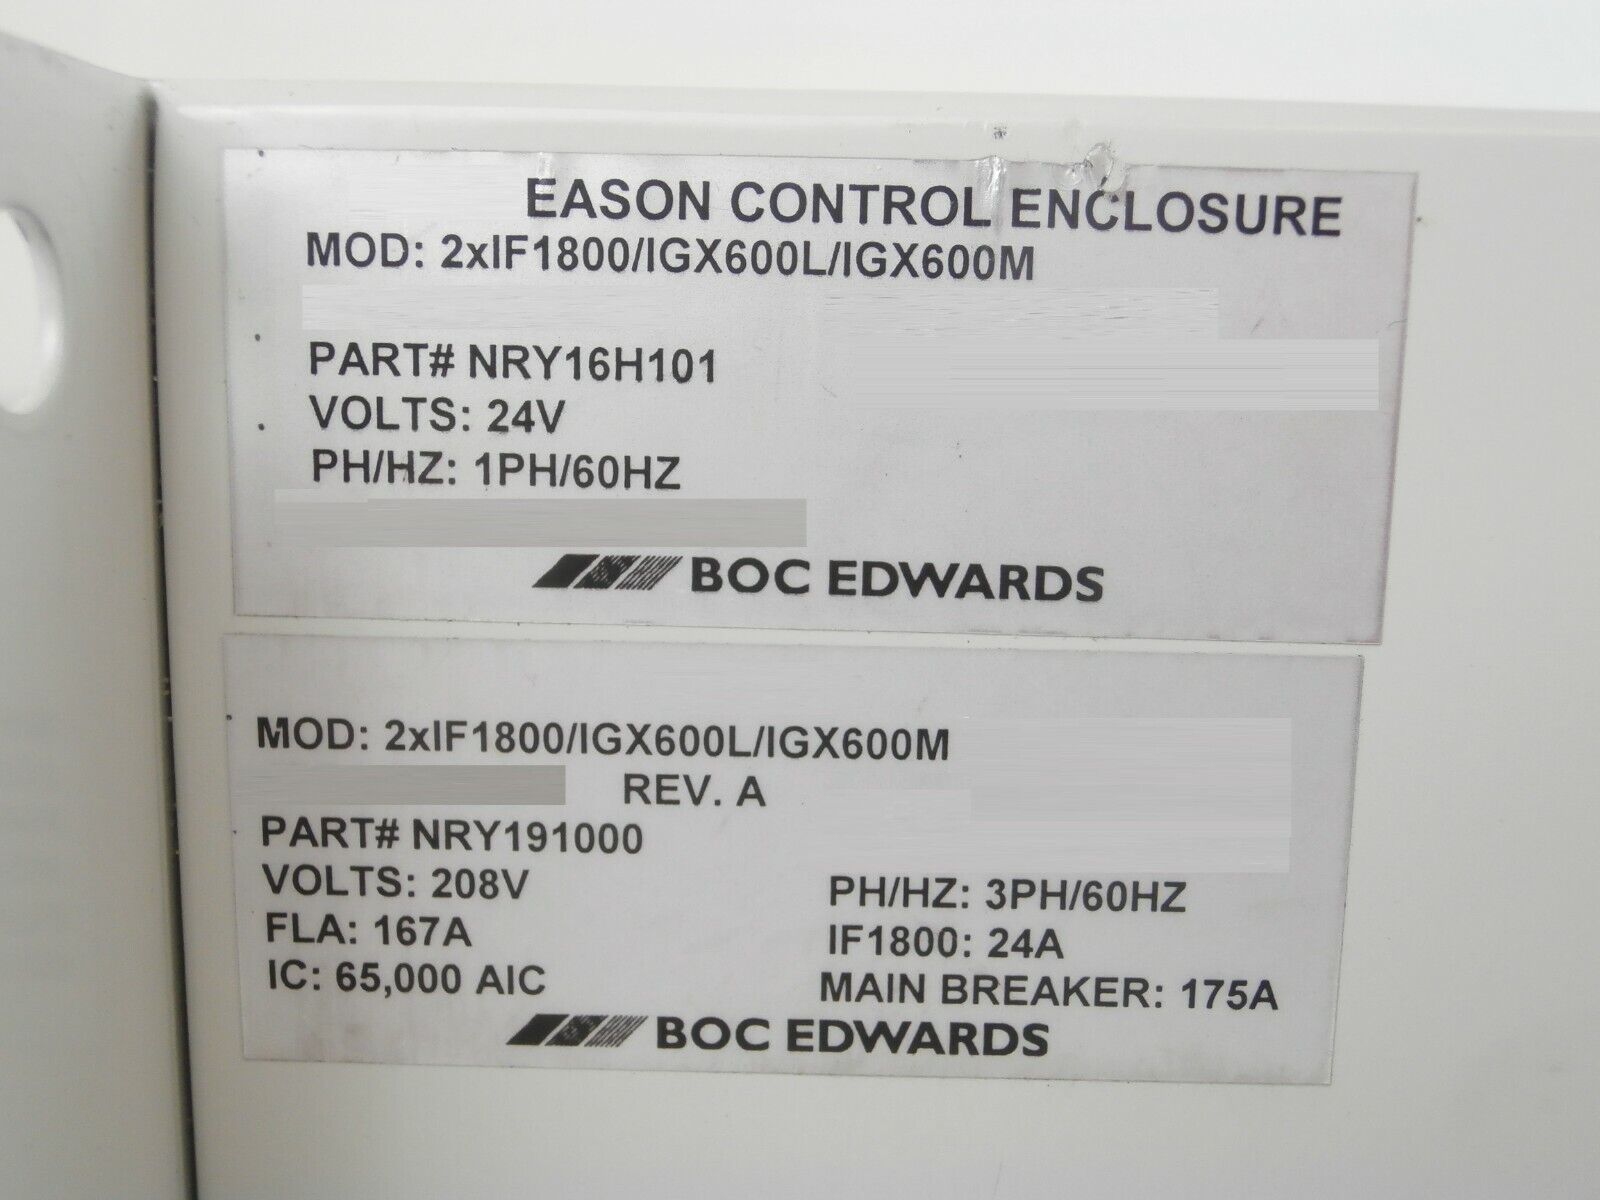 EASON CONTROL ENCLOSURE
MOD: 2xIF1800/IGX600L/IGX600M
PART# NRY16H101
VOLTS: 24V
PH/HZ: 1PH/60HZ
BOC EDWARDS
MOD: 2xIF1800/IGX600L/IGX600M
REV. A
PART# NRY191000
VOLTS: 208V PH/HZ: 3PH/60HZ
FLA: 167A IF1800: 24A
IC: 65,000 AIC MAIN BREAKER: 175A
BOC EDWARDS